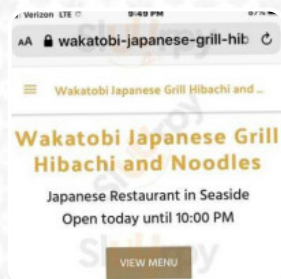 Verizon LTE 9:49 PM 67%
AA wakatobi-japanese-grill-hib
Wakatobi Japanese Grill Hibachi and ...
Wakatobi Japanese Grill
Hibachi and Noodles
Japanese Restaurant in Seaside
Open today until 10:00 PM
VIEW MENU